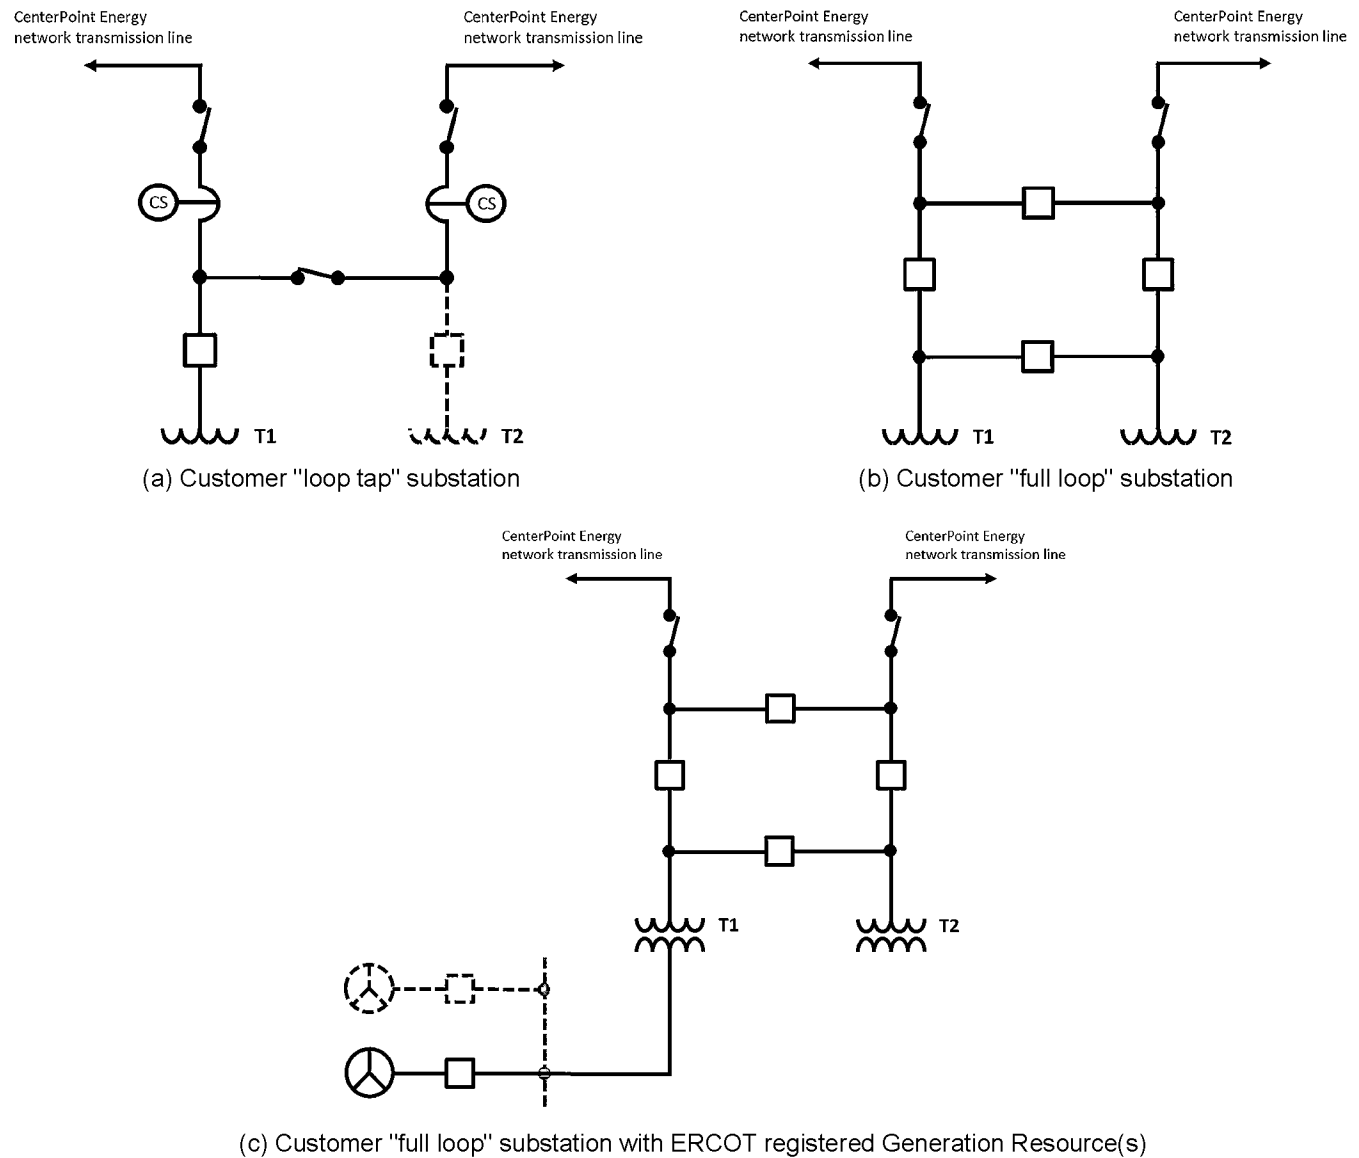 CenterPoint Energy
network transmission line
CenterPoint Energy
network transmission line
CS
CS
T1
T2
(a) Customer "loop tap" substation
CenterPoint Energy
network transmission line
CenterPoint Energy
network transmission line
T1
T2
(b) Customer "full loop" substation
CenterPoint Energy
network transmission line
CenterPoint Energy
network transmission line
T1
T2
(c) Customer "full loop" substation with ERCOT registered Generation Resource(s)